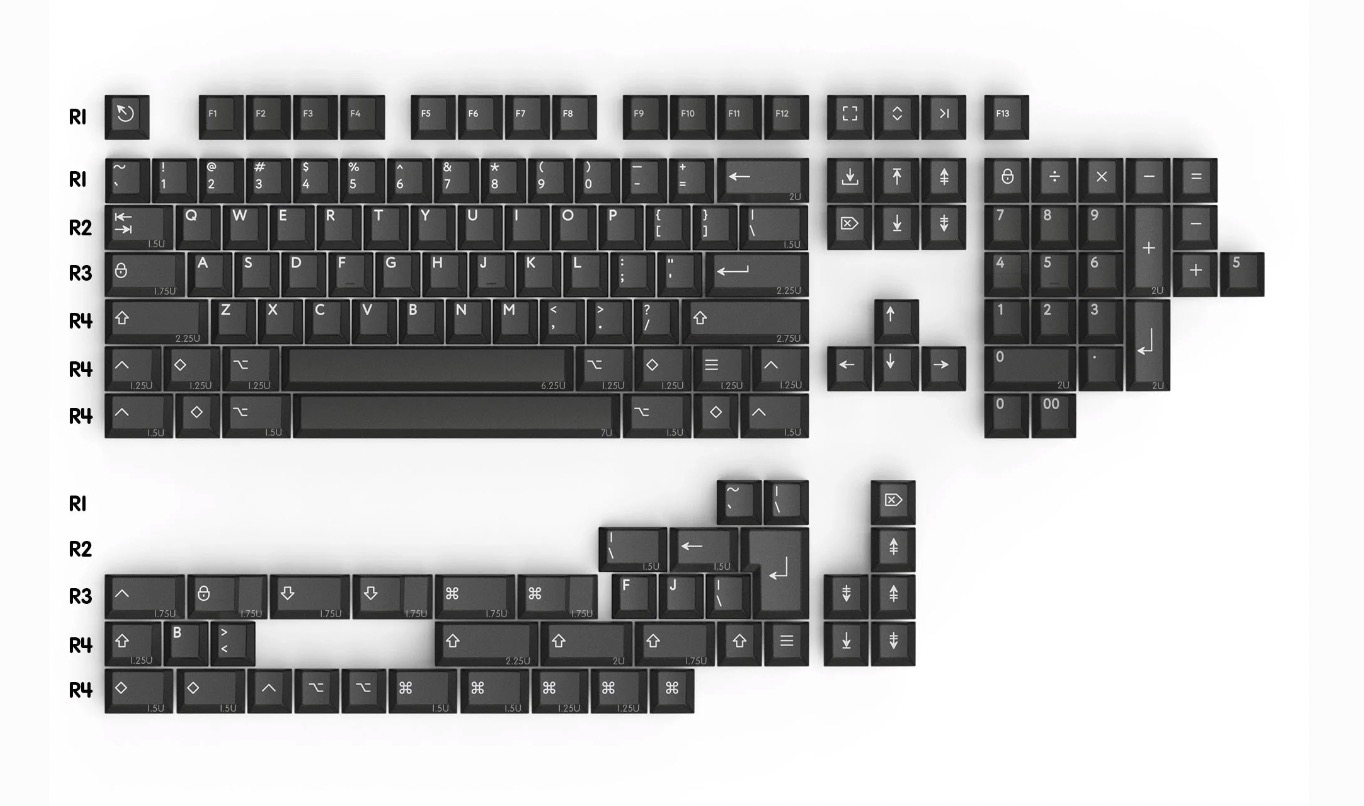 R1 F1 F2 F3 F4 F5 F6 F7 F8 F9 F10 F11 F12 F13
R1 ~ ` ! 1 @ 2 # 3 $ 4 % 5 ^ 6 & 7 * 8 ( 9 ) 0 — - + = ← 2U ÷ × − =
R2 1.5U Q W E R T Y U I O P { [ } ] | \ 1.5U 7 8 9 + 2U −
R3 1.75U A S D F G H J K L : ; " ' 2.25U 4 5 6 + 5
R4 2.25U Z X C V B N M < , > . ? / 2.75U ↑ 1 2 3 2U
R4 1.25U 1.25U 1.25U 6.25U 1.25U 1.25U 1.25U 1.25U ← ↓ → 0 2U .
R4 1.5U 1.5U 7U 1.5U 1.5U 0 00
R1 ~ ` | \
R2 | \ 1.5U ← 1.5U
R3 1.75U 1.75U 1.75U 1.75U ⌘ 1.75U ⌘ 1.75U F J | \
R4 1.25U B > < 2.25U 2U 1.75U
R4 1.5U 1.5U ⌘ 1.5U ⌘ 1.5U ⌘ 1.25U ⌘ 1.25U ⌘